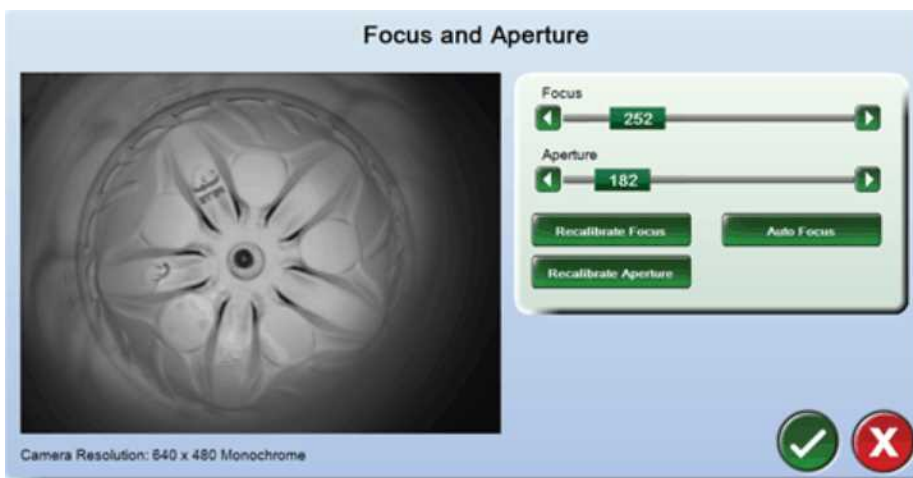 Focus and Aperture
Focus
252
Aperture
182
Recalibrate Focus
Auto Focus
Recalibrate Aperture
Camera Resolution: 640 x 480 Monochrome